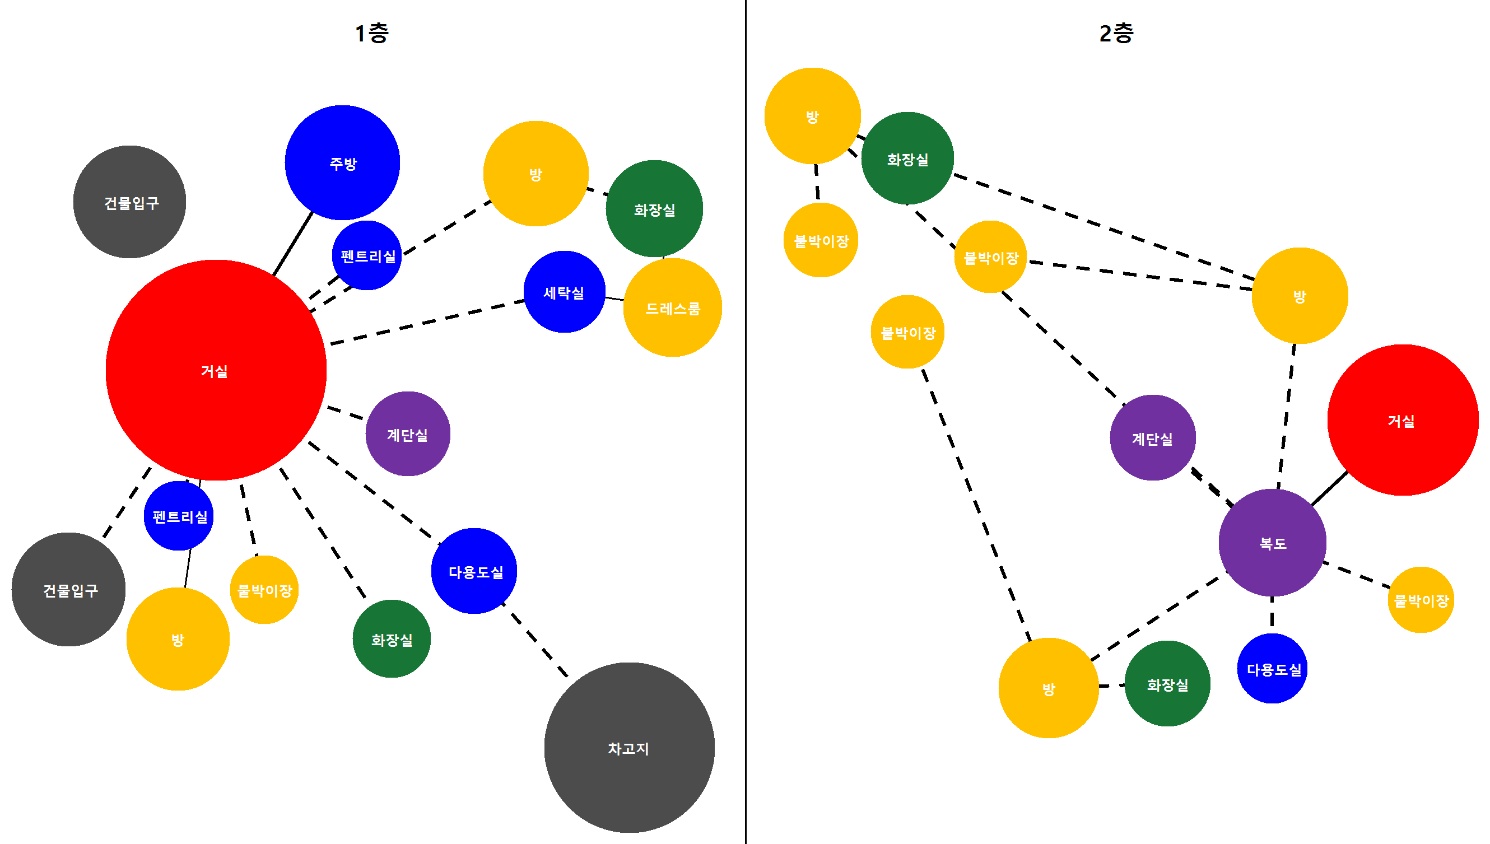 1층
주방
방
건물입구
화장실
펜트리실
세탁실
드레스룸
거실
계단실
펜트리실
다용도실
건물입구
붙박이장
방
화장실
차고지
2층
방
화장실
붙박이장
붙박이장
방
붙박이장
거실
계단실
복도
붙박이장
다용도실
방
화장실